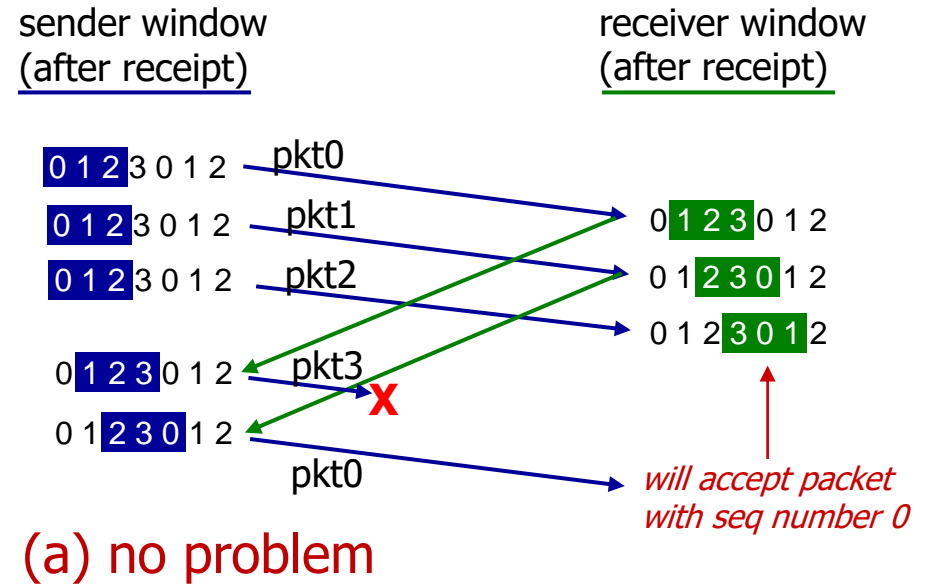 sender window
(after receipt)
receiver window
(after receipt)
0 1 2 3 0 1 2
pkt0
0 1 2 3 0 1 2
pkt1
0 1 2 3 0 1 2
0 1 2 3 0 1 2
pkt2
0 1 2 3 0 1 2
0 1 2 3 0 1 2
0 1 2 3 0 1 2
pkt3
X
0 1 2 3 0 1 2
pkt0
will accept packet
with seq number 0
(a) no problem